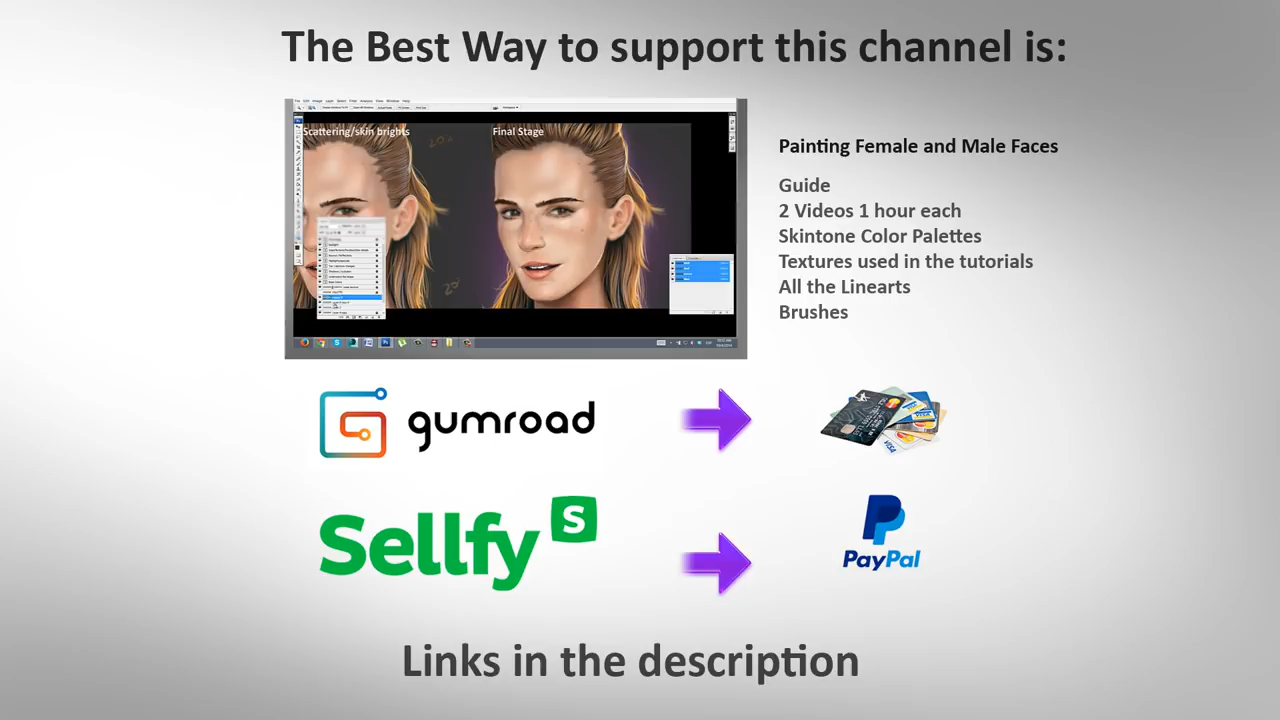 The Best Way to support this channel is:
Scattering/skin brights
Final Stage
Painting Female and Male Faces
Guide
2 Videos 1 hour each
Skintone Color Palettes
Textures used in the tutorials
All the Linearts
Brushes
gumroad
VISA
VISA
Sellfy S
PayPal
Links in the description